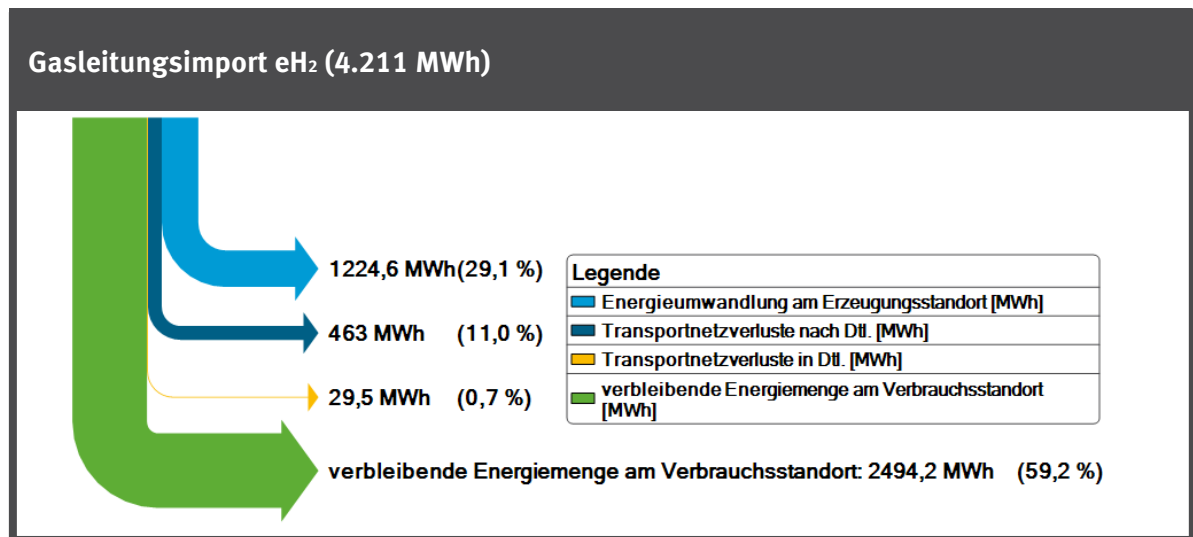 Gasleitungsimport eH₂ (4.211 MWh)
1224,6 MWh (29,1 %)
463 MWh (11,0 %)
29,5 MWh (0,7 %)
Legende
Energieumwandlung am Erzeugungsstandort [MWh]
Transportnetzverluste nach Dtl. [MWh]
Transportnetzverluste in Dtl. [MWh]
verbleibende Energiemenge am Verbrauchsstandort
[MWh]
verbleibende Energiemenge am Verbrauchsstandort: 2494,2 MWh (59,2 %)